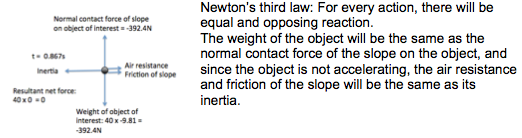 Normal contact force of slope
on object of interest = -392.4N
t= 0.867s
Inertia
Air resistance
Friction of slope
Resultant net force:
40 x 0 =0
Weight of object of
interest: 40 x -9.81 =
-392.4N
Newton's third law: For every action, there will be
equal and opposing reaction.
The weight of the object will be the same as the
normal contact force of the slope on the object, and
since the object is not accelerating, the air resistance
and friction of the slope will be the same as its
inertia.